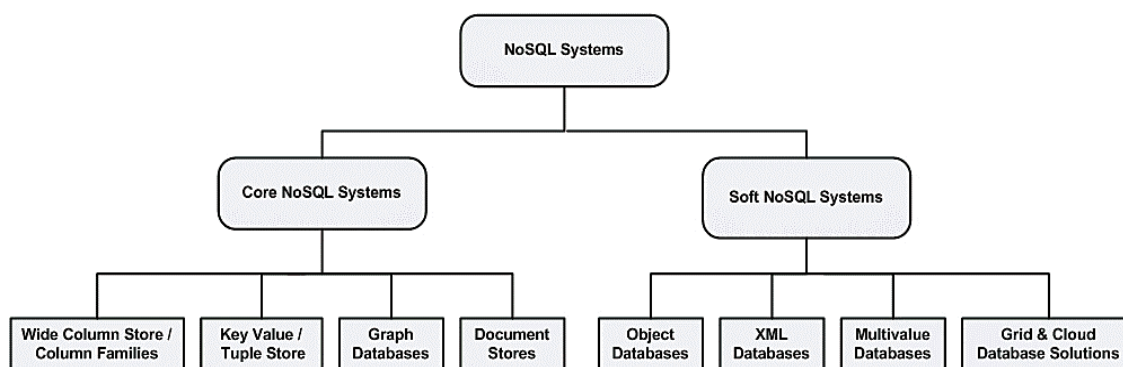 NoSQL Systems
Core NoSQL Systems
Soft NoSQL Systems
Wide Column Store /
Column Families
Key Value /
Tuple Store
Graph
Databases
Document
Stores
Object
Databases
XML
Databases
Multivalue
Databases
Grid & Cloud
Database Solutions